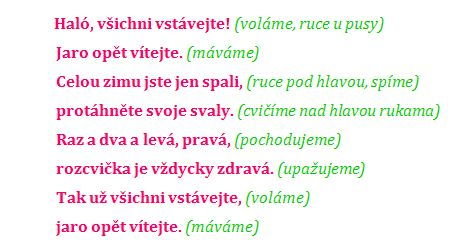 Haló, všichni vstávejte! (voláme, ruce u pusy)
Jaro opět vítejte. (máváme)
Celou zimu jste jen spali, (ruce pod hlavou, spíme)
protáhněte svoje svaly. (cvičíme nad hlavou rukama)
Raz a dva a levá, pravá, (pochodujeme)
rozcvička je vždycky zdravá. (upažujeme)
Tak už všichni vstávejte, (voláme)
jaro opět vítejte. (máváme)